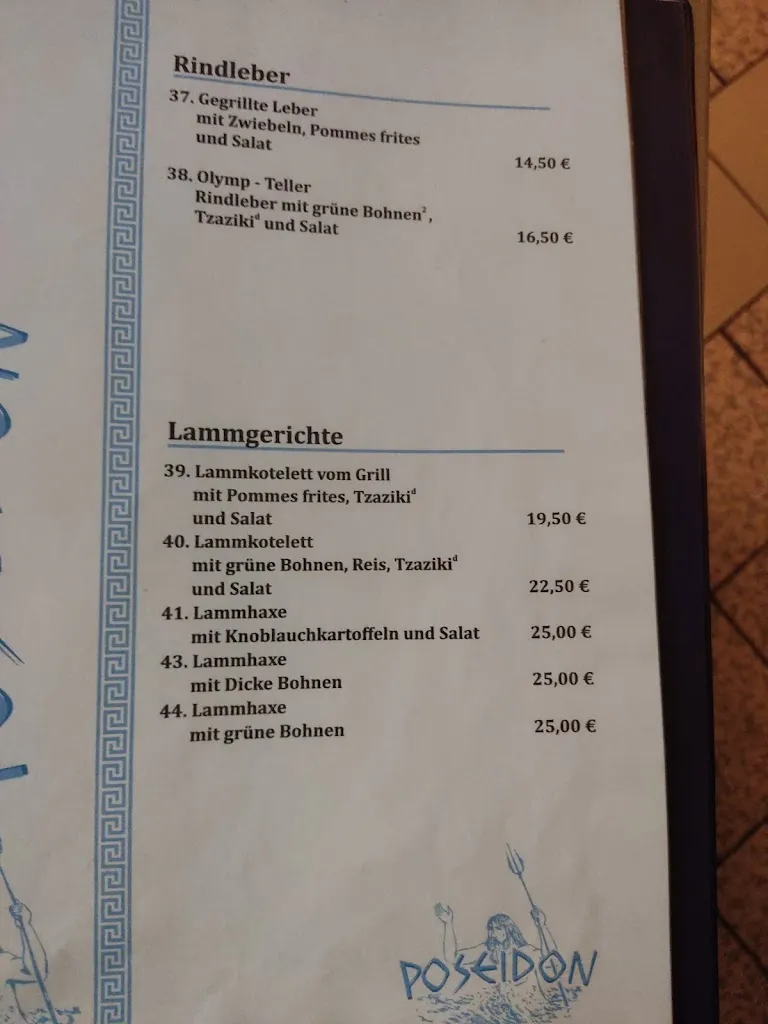 Rindleber
37. Gegrillte Leber
mit Zwiebeln, Pommes frites
und Salat
14,50 €
38. Olymp - Teller
Rindleber mit grüne Bohnen²,
Tzaziki^d und Salat
16,50 €
Lammgerichte
39. Lammkotelett vom Grill
mit Pommes frites, Tzaziki^d
und Salat 19,50 €
40. Lammkotelett
mit grüne Bohnen, Reis, Tzaziki^d
und Salat 22,50 €
41. Lammhaxe
mit Knoblauchkartoffeln und Salat 25,00 €
43. Lammhaxe
mit Dicke Bohnen 25,00 €
44. Lammhaxe
mit grüne Bohnen 25,00 €
POSEIDON